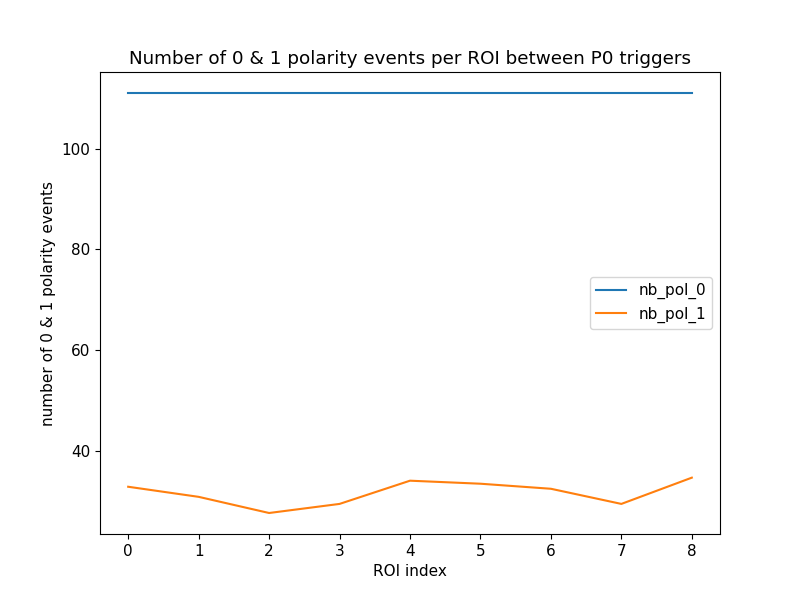 Number of 0 & 1 polarity events per ROI between P0 triggers
number of 0 & 1 polarity events
100
80
60
40
nb_pol_0
nb_pol_1
0 1 2 3 4 5 6 7 8
ROI index